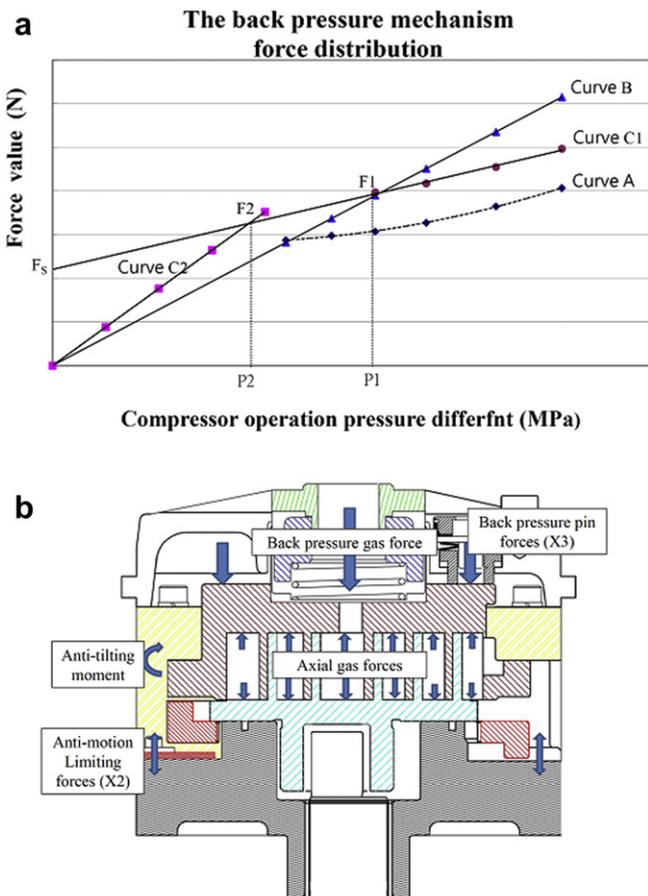 a
The back pressure mechanism
force distribution
Force value (N)
Curve B
Curve C1
Curve A
F1
F2
FS
Curve C2
P2
P1
Compressor operation pressure differfnt (MPa)
b
Back pressure gas force
Back pressure pin
forces (X3)
Anti-tilting
moment
Axial gas forces
Anti-motion
Limiting
forces (X2)